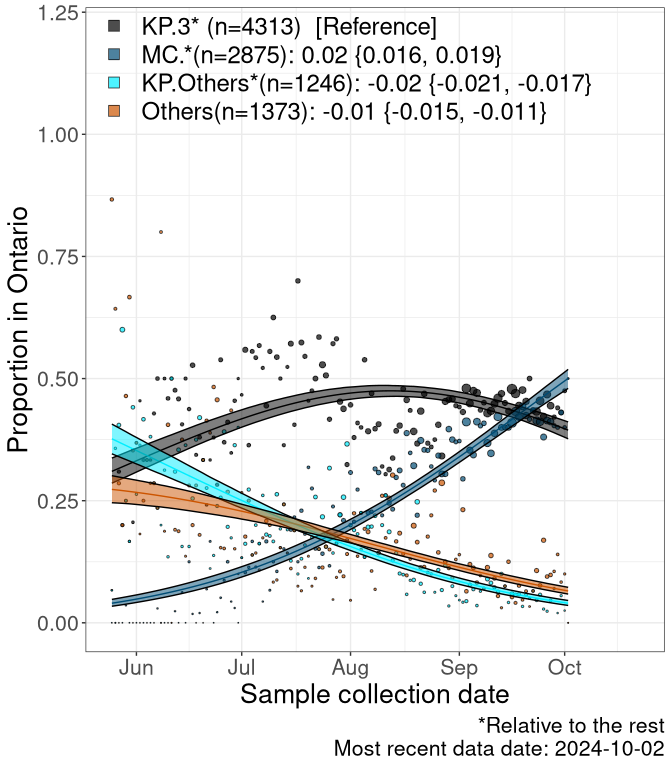 KP.3* (n=4313)  [Reference]
MC.*(n=2875): 0.02 {0.016, 0.019}
KP.Others*(n=1246): -0.02 {-0.021, -0.017}
Others(n=1373): -0.01 {-0.015, -0.011}
1.25
1.00
0.75
0.50
0.25
0.00
Proportion in Ontario
Jun Jul Aug Sep Oct
Sample collection date
*Relative to the rest
Most recent data date: 2024-10-02